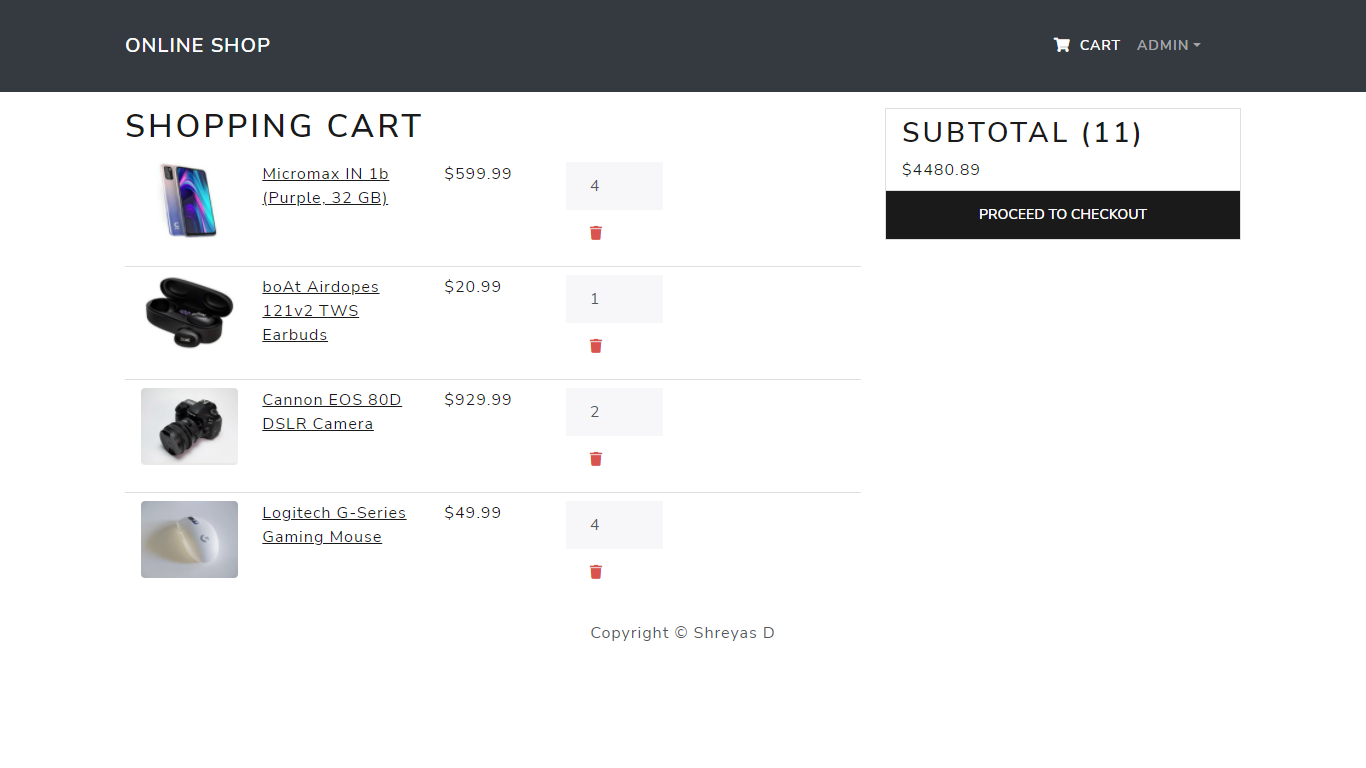 ONLINE SHOP
CART
ADMIN
SHOPPING CART
Micromax IN 1b
(Purple, 32 GB)
$599.99
4
boAt Airdopes
121v2 TWS
Earbuds
$20.99
1
Cannon EOS 80D
DSLR Camera
$929.99
2
Logitech G-Series
Gaming Mouse
$49.99
4
SUBTOTAL (11)
$4480.89
PROCEED TO CHECKOUT
Copyright © Shreyas D